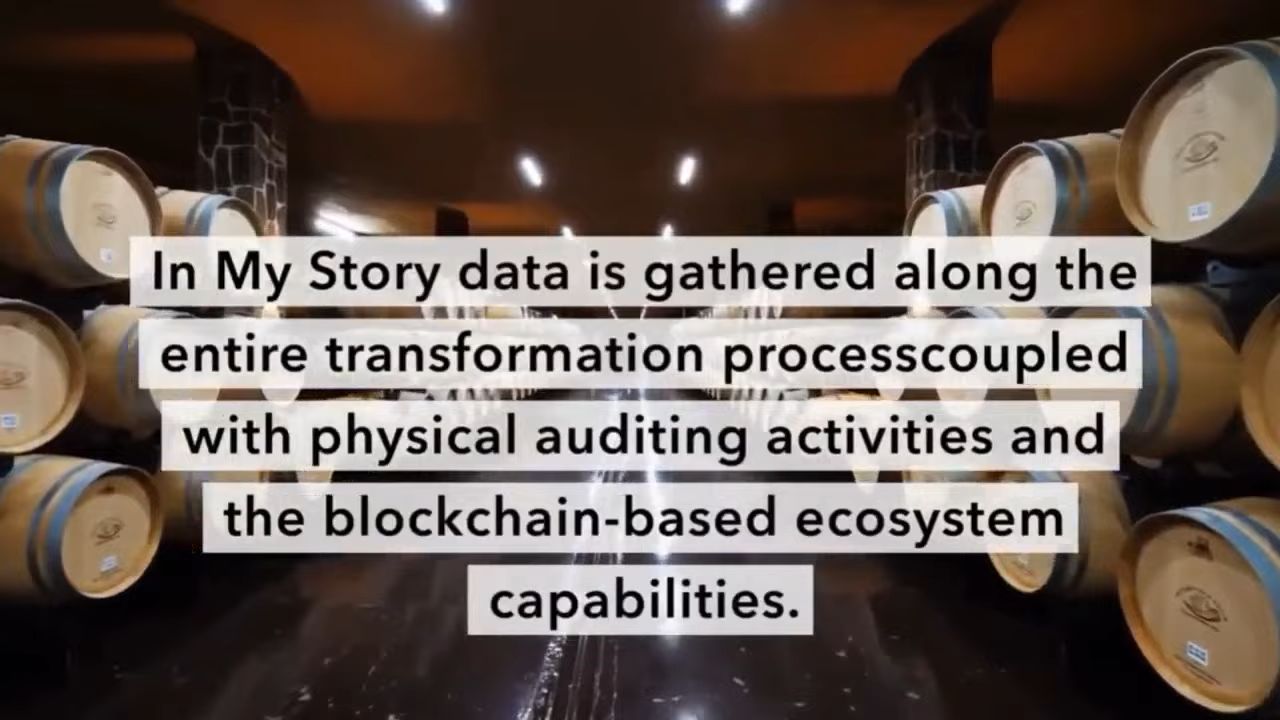 In My Story data is gathered along the
entire transformation processcoupled
with physical auditing activities and
the blockchain-based ecosystem
capabilities.